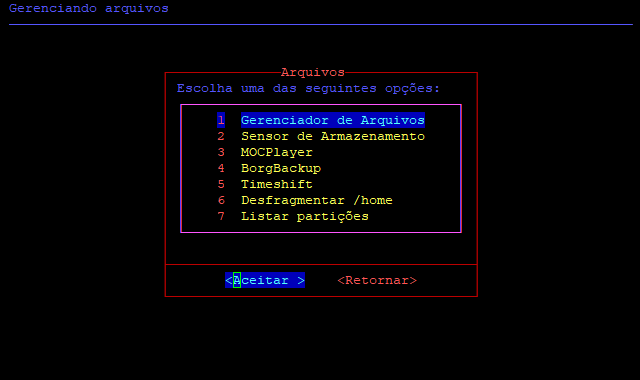 Gerenciando arquivos
Arquivos
Escolha uma das seguintes opções:
1 Gerenciador de Arquivos
2 Sensor de Armazenamento
3 MOCPlayer
4 BorgBackup
5 Timeshift
6 Desfragmentar /home
7 Listar partições
<Aceitar > <Retornar>